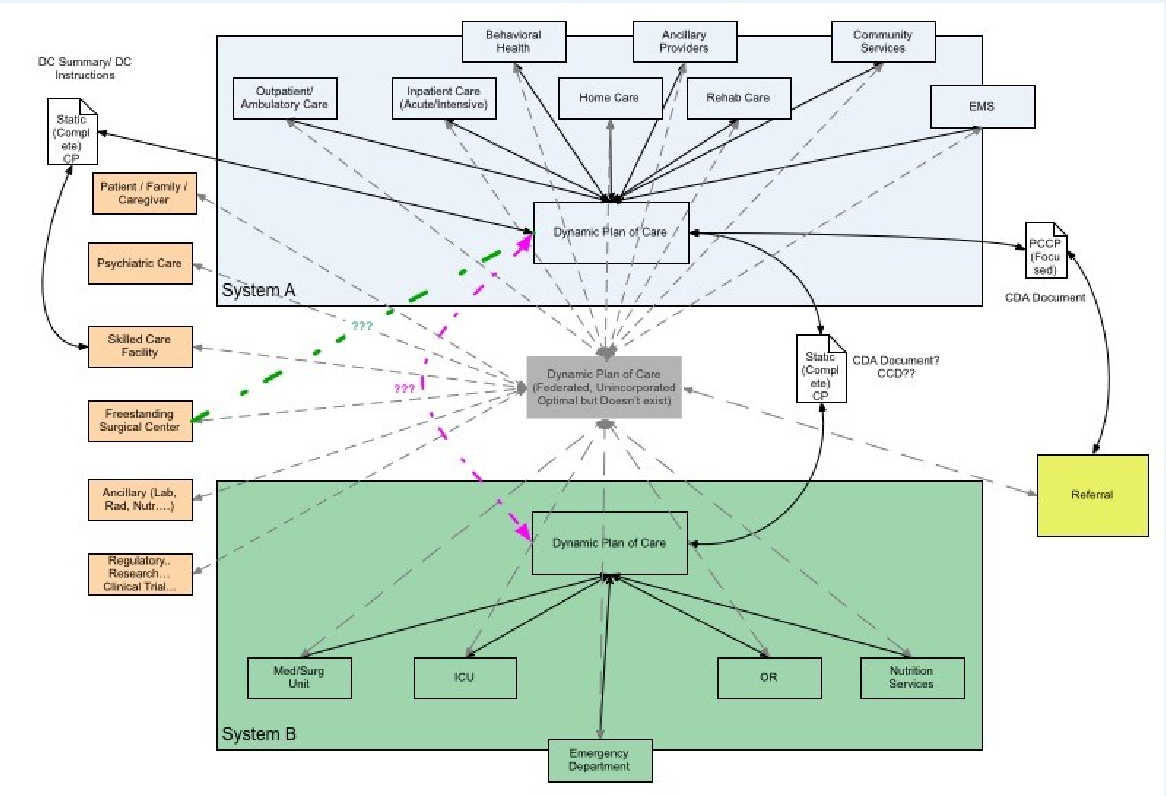 Behavioral
Health
Ancillary
Providers
Community
Services
DC Summary/ DC
Instructions
Outpatient/
Ambulatory Care
Inpatient Care
(Acute/Intensive)
Home Care
Rehab Care
EMS
Static
(Compl
ete)
CP
Patient / Family /
Caregiver
Dynamic Plan of Care
Psychiatric Care
PCCP
(Focu
sed)
CDA Document
System A
???
Skilled Care
Facility
Static
(Compl
ete)
CP
CDA Document?
CCD??
Dynamic Plan of Care
(Federated, Unincorporated
Optimal but Doesn't exist)
???
Freestanding
Surgical Center
Ancillary (Lab,
Rad, Nutr....)
Referral
Dynamic Plan of Care
Regulatory..
Research...
Clinical Trial...
Med/Surg
Unit
ICU
OR
Nutrition
Services
System B
Emergency
Department